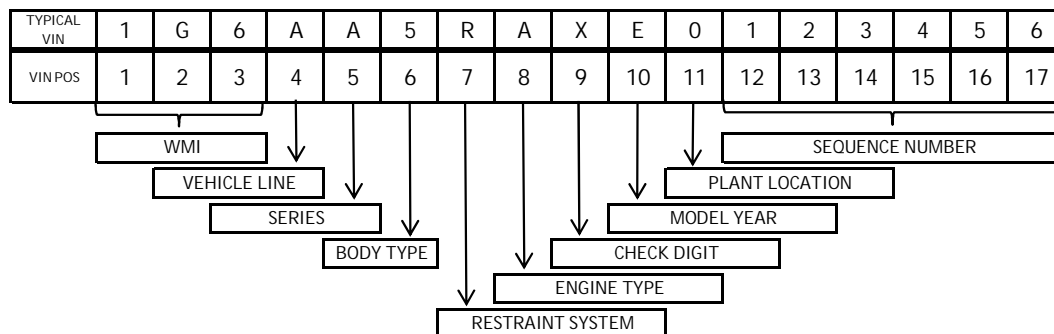 TYPICAL VIN 1 G 6 A A 5 R A X E 0 1 2 3 4 5 6
VIN POS 1 2 3 4 5 6 7 8 9 10 11 12 13 14 15 16 17
WMI SEQUENCE NUMBER
VEHICLE LINE PLANT LOCATION
SERIES MODEL YEAR
BODY TYPE CHECK DIGIT
ENGINE TYPE
RESTRAINT SYSTEM